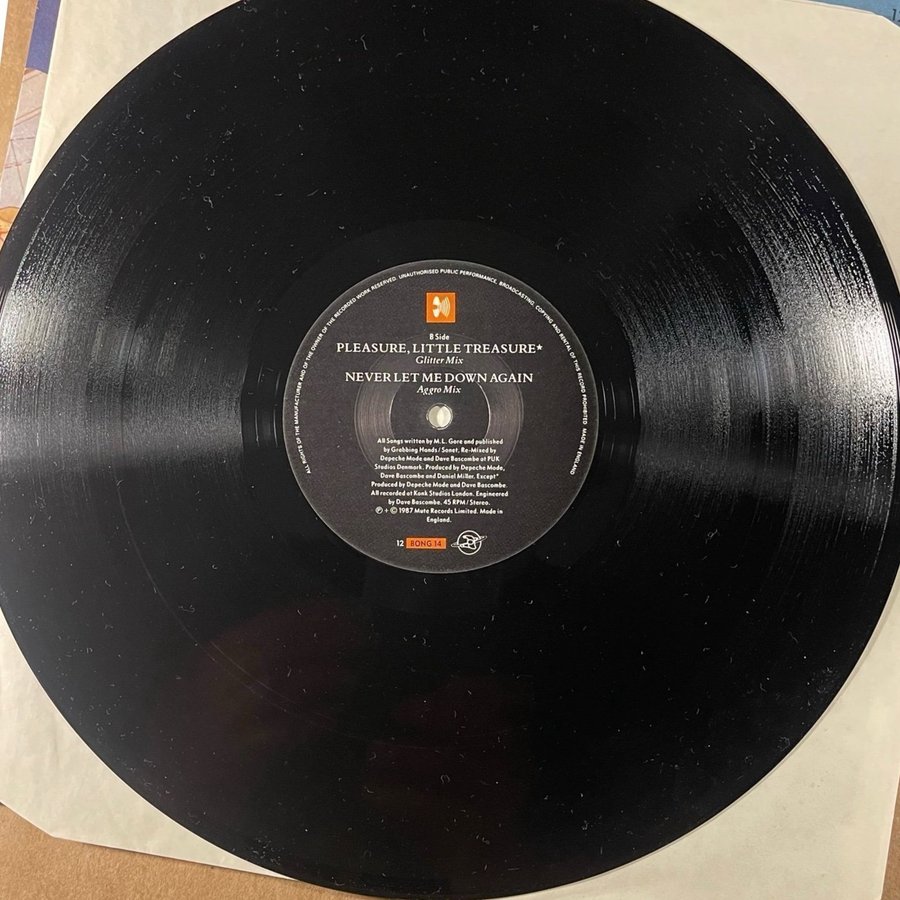 ALL RIGHTS OF THE MANUFACTURER AND OF THE OWNER OF THE RECORDED WORK RESERVED. UNAUTHORISED PUBLIC PERFORMANCE, BROADCASTING, COPYING AND RENTAL OF THIS RECORD PROHIBITED. MADE IN ENGLAND
B Side
PLEASURE, LITTLE TREASURE*
Glitter Mix
NEVER LET ME DOWN AGAIN
Aggro Mix
All Songs written by M.L. Gore and published
by Grabbing Hands / Sonet. Re-Mixed by
Depeche Mode and Dave Bascombe at PUK
Studios Denmark. Produced by Depeche Mode,
Dave Bascombe and Daniel Miller. Except*
Produced by Depeche Mode and Dave Bascombe.
All recorded at Konk Studios London. Engineered
by Dave Bascombe. 45 RPM / Stereo.
℗ + © 1987 Mute Records Limited. Made in
England.
12 BONG 14